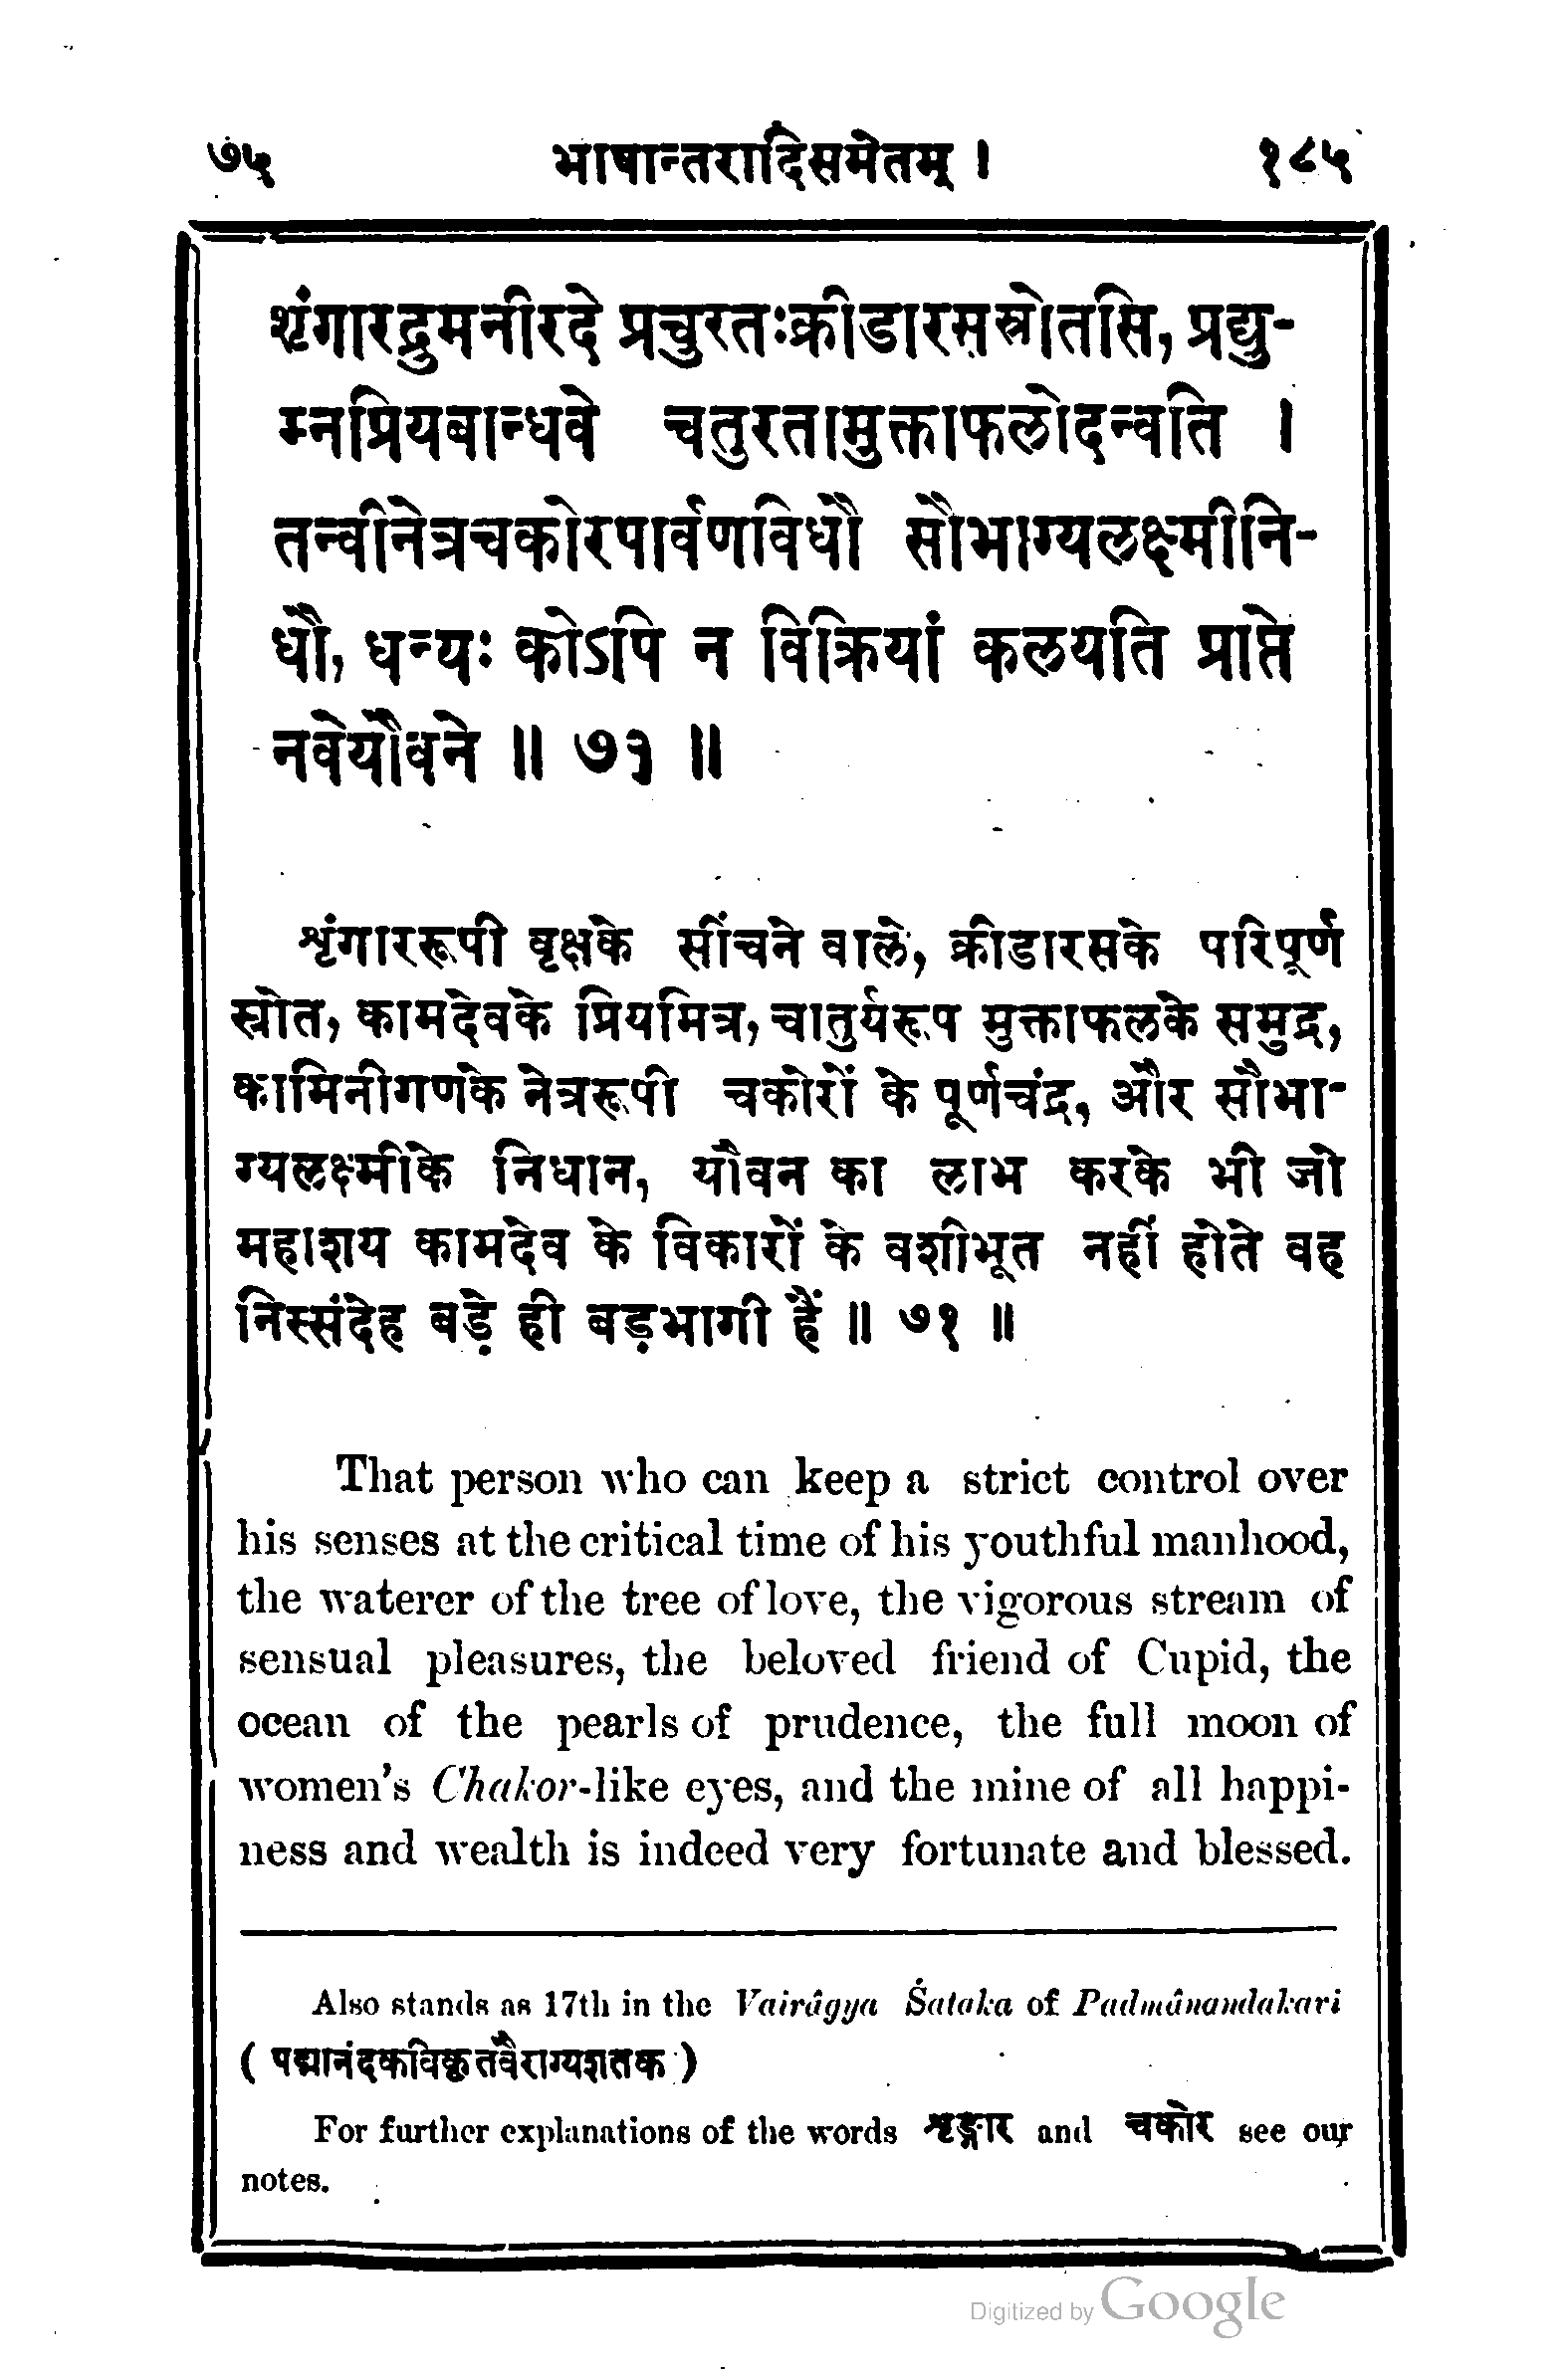 ७५ भाषान्तरादिसमेतम् । १८५
शृंगारद्रुमनीरदे प्रचुरतःक्रीडारसस्रोतसि, प्रद्यु-
म्नप्रियबान्धवे चतुरतामुक्ताफलोदन्वति ।
तन्वीनेत्रचकोरपार्वणविधौ सौभाग्यलक्ष्मीनि-
धौ, धन्यः कोऽपि न विक्रियां कलयति प्राप्ते
नवेयौवने ॥ ७१ ॥
शृंगाररूपी वृक्षके सींचने वाले, क्रीडारसके परिपूर्ण
स्रोत, कामदेवके प्रियमित्र, चातुर्यरूप मुक्ताफलके समुद्र,
कामिनीगणके नेत्ररूपी चकोरों के पूर्णचंद्र, और सौभा-
ग्यलक्ष्मीके निधान, यौवन का लाभ करके भी जो
महाशय कामदेव के विकारों के वशीभूत नहीं होते वह
निस्संदेह बड़े ही बड़भागी हैं ॥ ७१ ॥
That person who can keep a strict control over
his senses at the critical time of his youthful manhood,
the waterer of the tree of love, the vigorous stream of
sensual pleasures, the beloved friend of Cupid, the
ocean of the pearls of prudence, the full moon of
women's Chakor-like eyes, and the mine of all happi-
ness and wealth is indeed very fortunate and blessed.
Also stands as 17th in the Vairâgya Śataka of Padmânandakari
( पद्मानंदकविकृतवैराग्यशतक )
For further explanations of the words शृङ्गार and चकोर see our
notes.
Digitized by Google